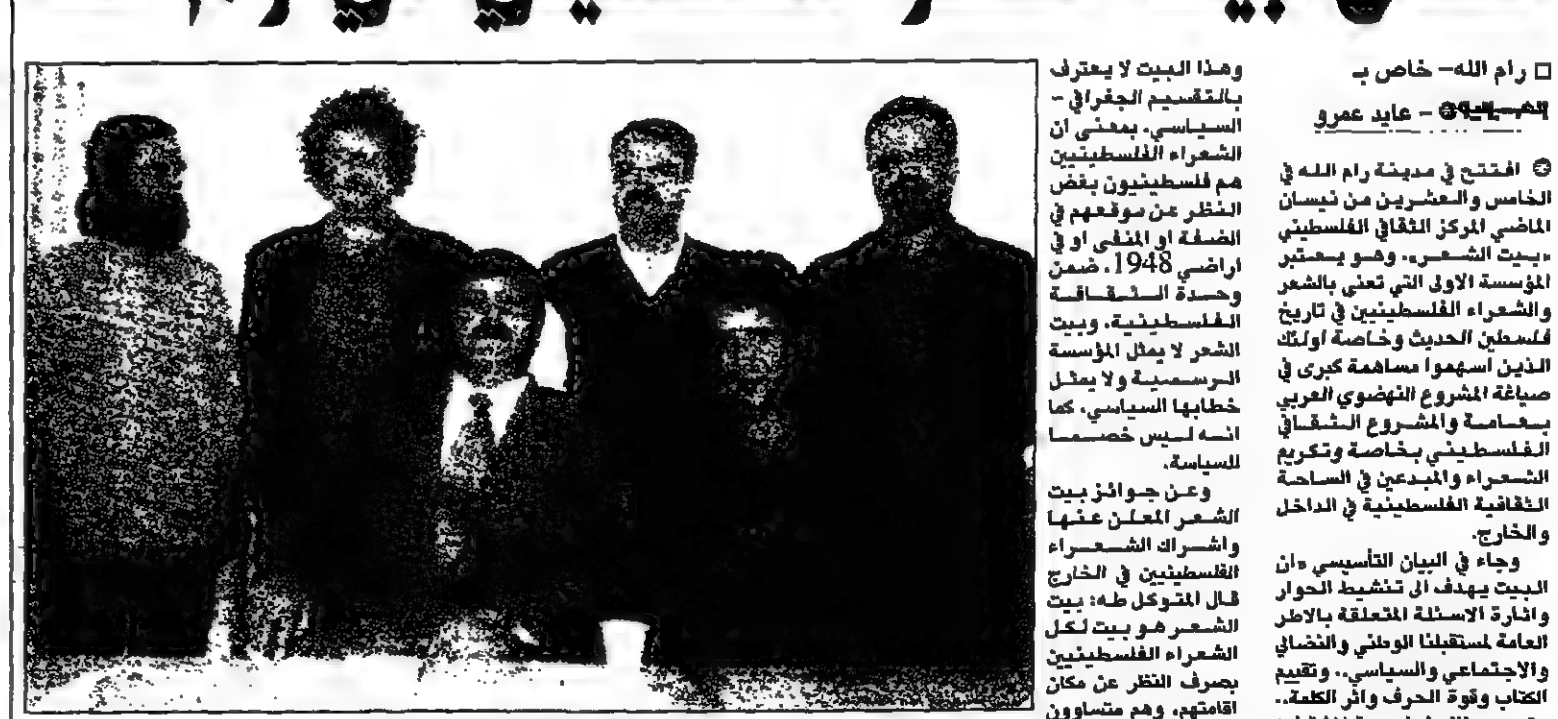 □ رام الله– خاص بـ
– عايد عمرو
افتتح في مدينة رام الله في
الخامس والعشرين من نيسان
الماضي المركز الثقافي الفلسطيني
«بيت الشعر»، وهو يعتبر
المؤسسة الاولى التي تعني بالشعر
والشعراء الفلسطينيين في تاريخ
فلسطين الحديث وخاصة اولئك
الذين اسهموا مساهمة كبرى في
صياغة المشروع النهضوي العربي
بعامة والمشروع الثقافي
الفلسطيني بخاصة وتكريم
الشعراء والمبدعين في الساحة
الثقافية الفلسطينية في الداخل
والخارج.
وجاء في البيان التأسيسي «ان
البيت يهدف الى تنشيط الحوار
واثارة الاسئلة المتعلقة بالاطر
العامة لمستقبلنا الوطني والنضالي
والاجتماعي والسياسي.. وتقييم
الكتاب وقوة الحرف واثر الكلمة..
وهذا البيت لا يعترف
بالتقسيم الجغرافي –
السياسي. بمعنى ان
الشعراء الفلسطينيين
هم فلسطينيون بغض
النظر عن موقعهم في
الضفة او المنفى او في
اراضي 1948. ضمن
وحدة الثقافة
الفلسطينية. وبيت
الشعر لا يمثل المؤسسة
الرسمية ولا يمثل
خطابها السياسي، كما
انه ليس خصما
للسياسة.
وعن جوائز بيت
الشعر المعلن عنها
واشراك الشعراء
الفلسطينيين في الخارج
قال المتوكل طه: بيت
الشعر هو بيت لكل
الشعراء الفلسطينيين
بصرف النظر عن مكان
اقامتهم، وهم متساوون